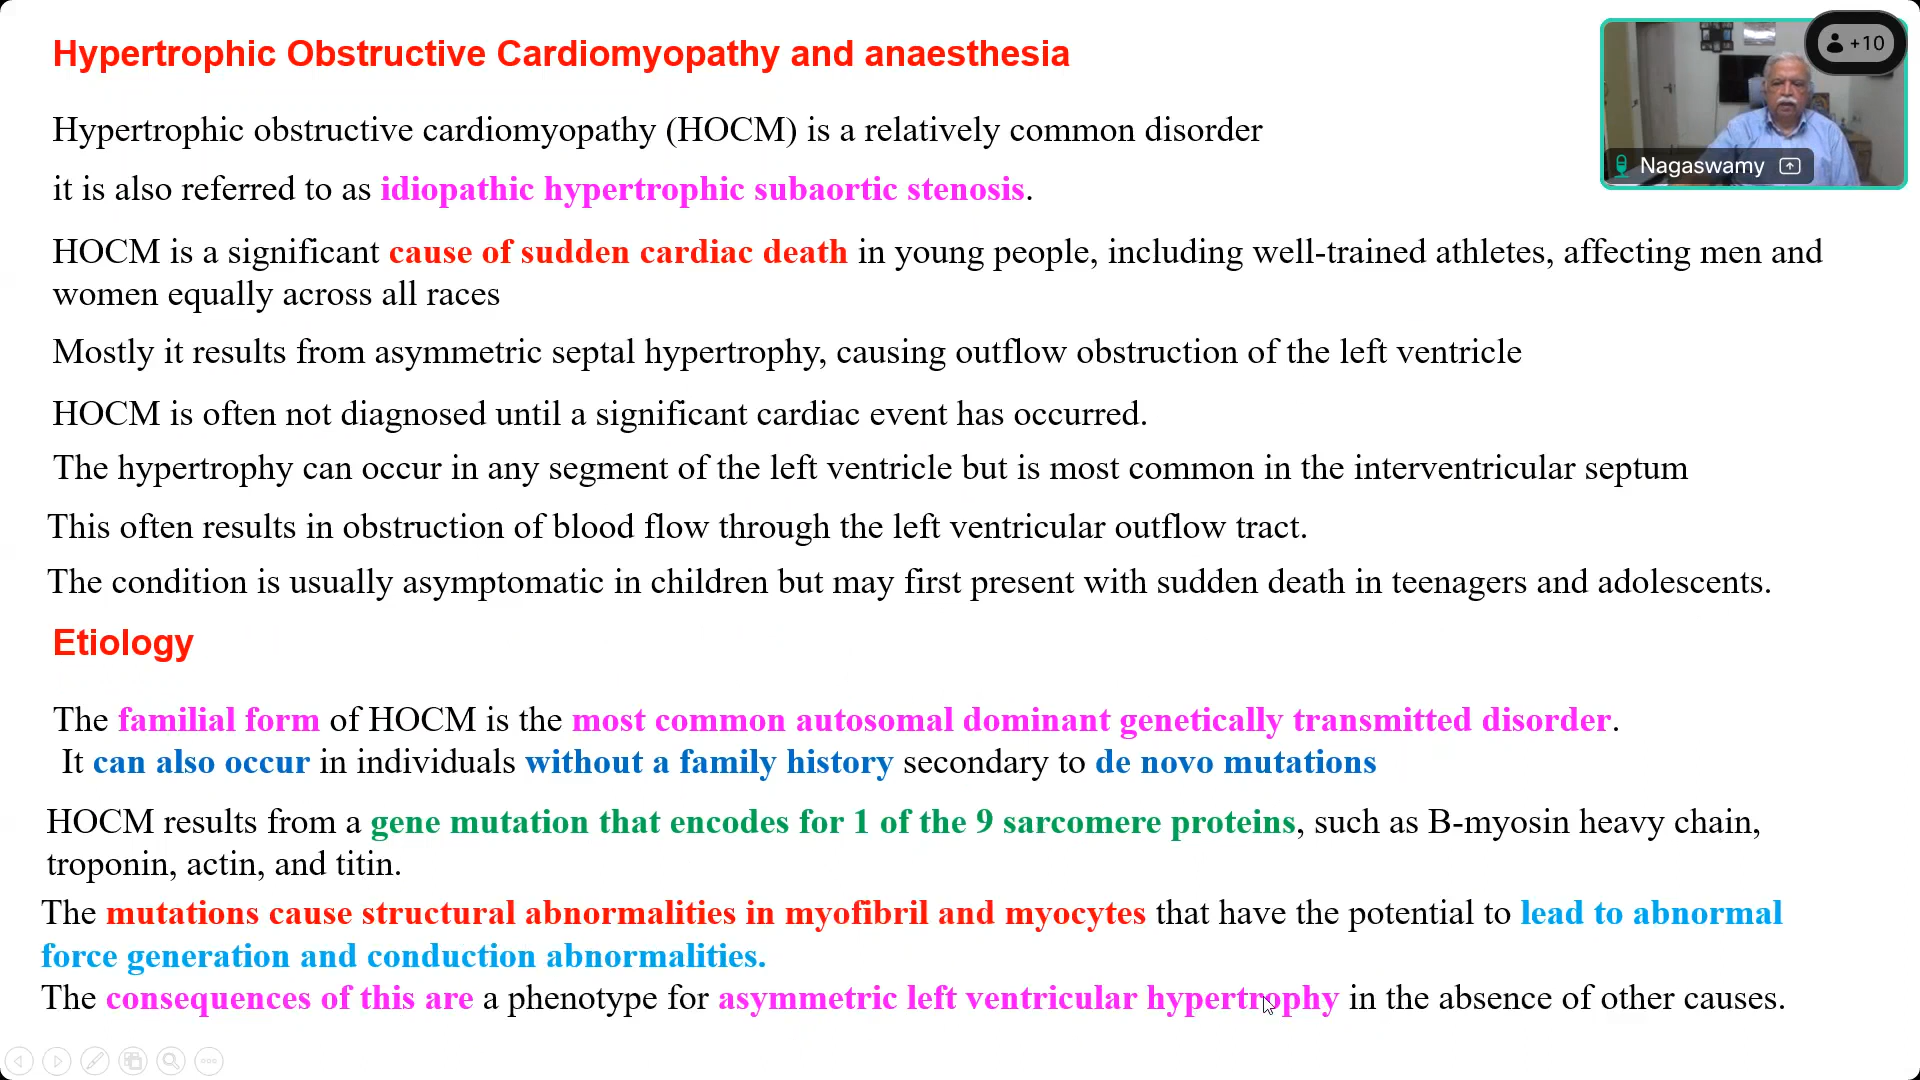 Hypertrophic Obstructive Cardiomyopathy and anaesthesia
+10
Nagaswamy
Hypertrophic obstructive cardiomyopathy (HOCM) is a relatively common disorder
it is also referred to as idiopathic hypertrophic subaortic stenosis.
HOCM is a significant cause of sudden cardiac death in young people, including well-trained athletes, affecting men and
women equally across all races
Mostly it results from asymmetric septal hypertrophy, causing outflow obstruction of the left ventricle
HOCM is often not diagnosed until a significant cardiac event has occurred.
The hypertrophy can occur in any segment of the left ventricle but is most common in the interventricular septum
This often results in obstruction of blood flow through the left ventricular outflow tract.
The condition is usually asymptomatic in children but may first present with sudden death in teenagers and adolescents.
Etiology
The familial form of HOCM is the most common autosomal dominant genetically transmitted disorder.
It can also occur in individuals without a family history secondary to de novo mutations
HOCM results from a gene mutation that encodes for 1 of the 9 sarcomere proteins, such as B-myosin heavy chain,
troponin, actin, and titin.
The mutations cause structural abnormalities in myofibril and myocytes that have the potential to lead to abnormal
force generation and conduction abnormalities.
The consequences of this are a phenotype for asymmetric left ventricular hypertrophy in the absence of other causes.